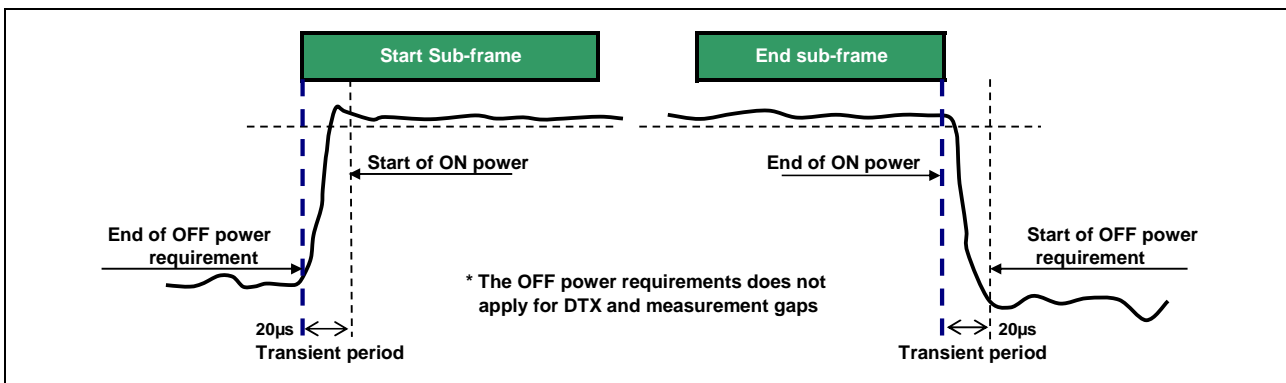 Start Sub-frame
End sub-frame
Start of ON power
End of ON power
End of OFF power
requirement
Start of OFF power
requirement
* The OFF power requirements does not
apply for DTX and measurement gaps
20µs
Transient period
20µs
Transient period